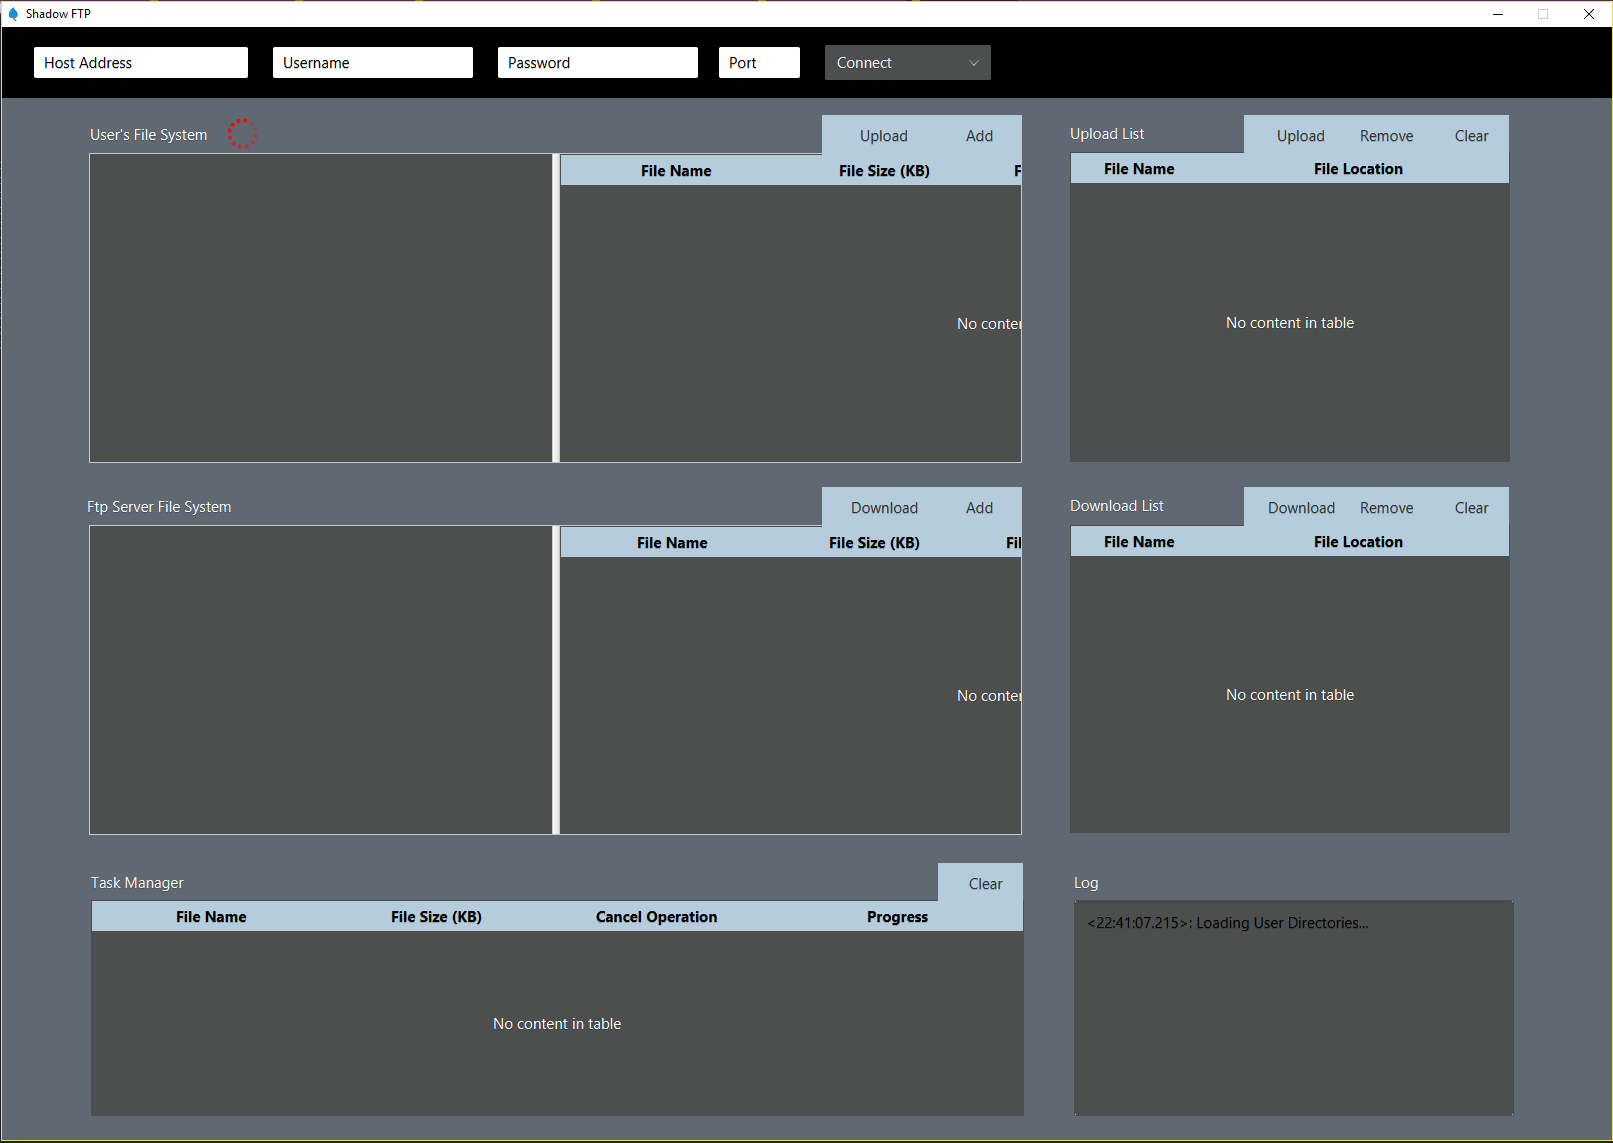 Shadow FTP
Host Address Username Password Port Connect
User's File System Upload Add
File Name File Size (KB) F
No conter
Upload List Upload Remove Clear
File Name File Location
No content in table
Ftp Server File System Download Add
File Name File Size (KB) Fil
No conter
Download List Download Remove Clear
File Name File Location
No content in table
Task Manager Clear
File Name File Size (KB) Cancel Operation Progress
No content in table
Log
<22:41:07.215>: Loading User Directories...